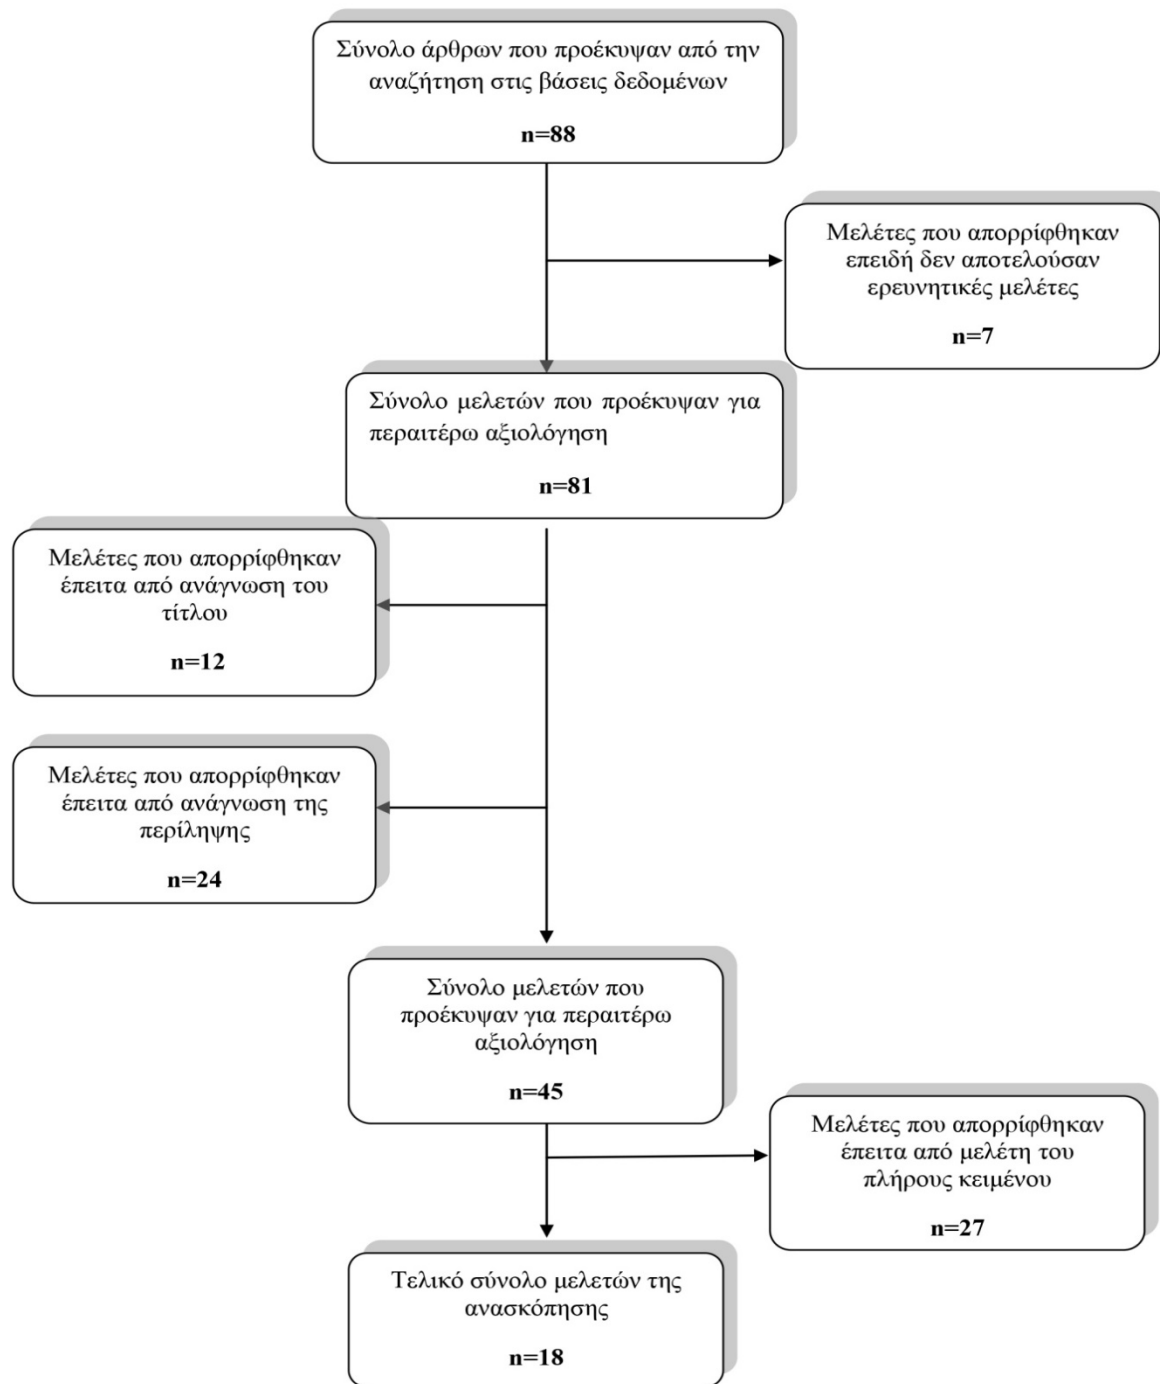 Σύνολο άρθρων που προέκυψαν από την
αναζήτηση στις βάσεις δεδομένων
n=88
Μελέτες που απορρίφθηκαν
επειδή δεν αποτελούσαν
ερευνητικές μελέτες
n=7
Σύνολο μελετών που προέκυψαν για
περαιτέρω αξιολόγηση
n=81
Μελέτες που απορρίφθηκαν
έπειτα από ανάγνωση του
τίτλου
n=12
Μελέτες που απορρίφθηκαν
έπειτα από ανάγνωση της
περίληψης
n=24
Σύνολο μελετών που
προέκυψαν για περαιτέρω
αξιολόγηση
n=45
Μελέτες που απορρίφθηκαν
έπειτα από μελέτη του
πλήρους κειμένου
n=27
Τελικό σύνολο μελετών της
ανασκόπησης
n=18